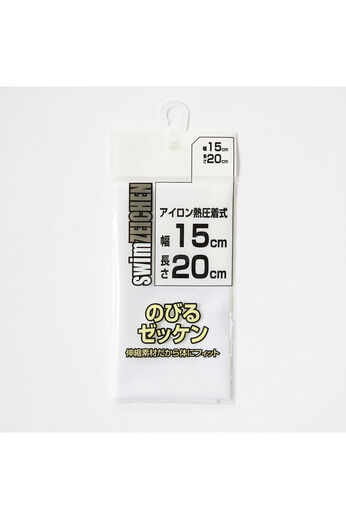 幅15cm
長さ20cm
swimZEICHEN
アイロン熱圧着式
幅15cm
長さ20cm
のびる
ゼッケン
伸縮素材だから体にフィット